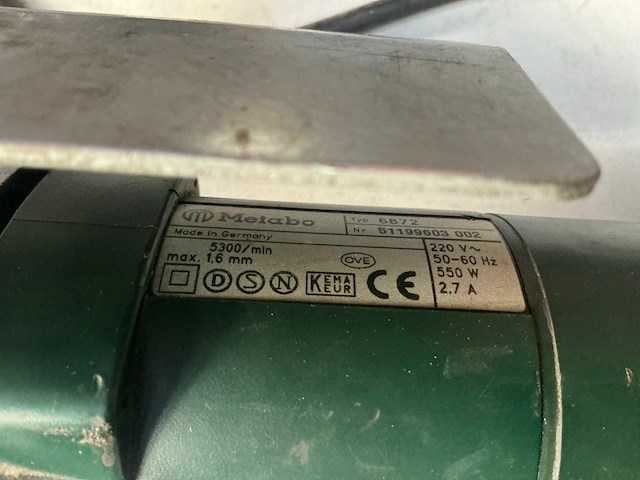 Metabo
Made in Germany
Typ 6872
Nr. 51199603 002
5300/min
max. 1,6 mm
OVE
D S N
KEMA
KEUR
CE
220 V~
50-60 Hz
550 W
2.7 A